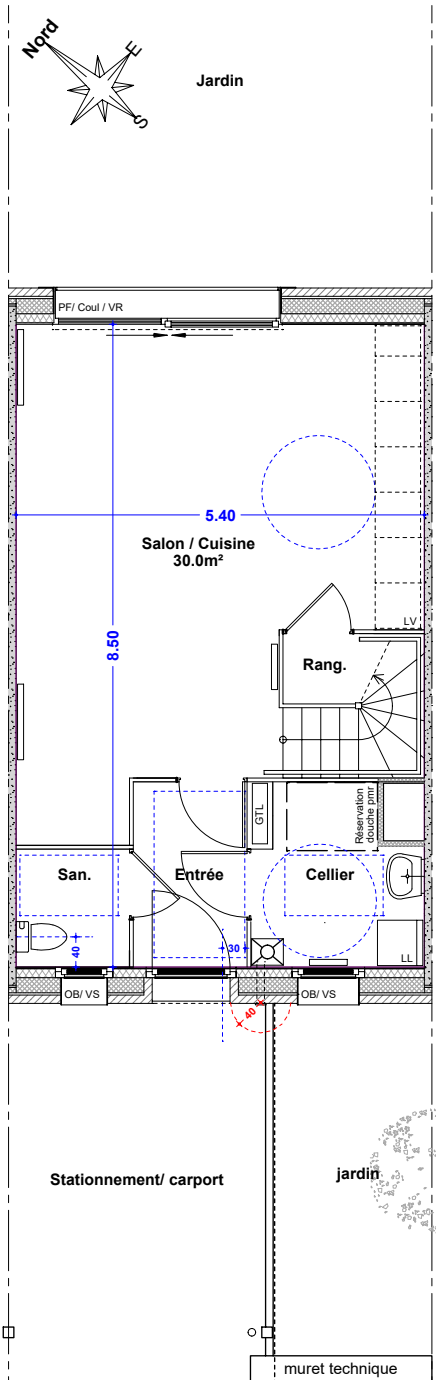 Nord
E
S
Jardin
PF/ Coul / VR
5.40
Salon / Cuisine
30.0m²
8.50
LV
Rang.
GTL
Réservation
douche pmr
San.
Entrée
Cellier
40
30
LL
OB/ VS
OB/ VS
40
Stationnement/ carport
jardin
muret technique